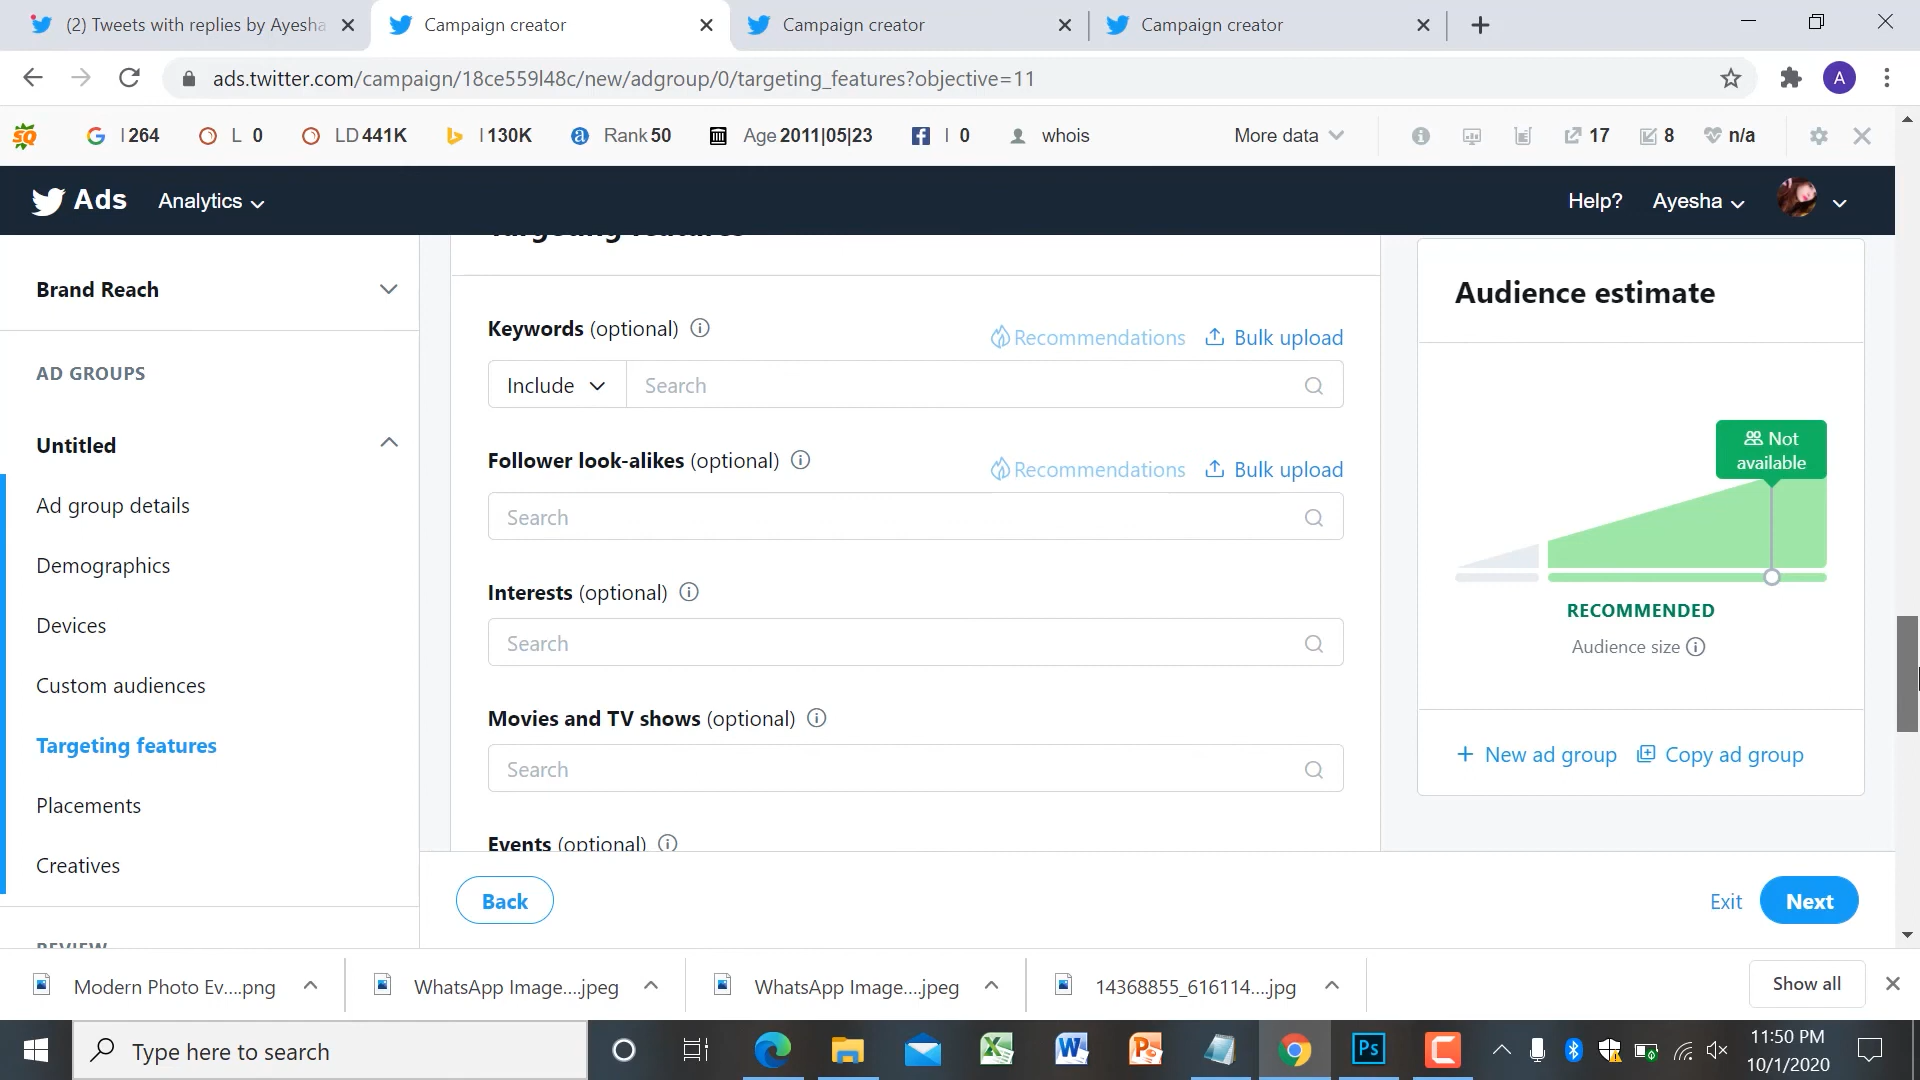 (2) Tweets with replies by Ayesha
Campaign creator
Campaign creator
Campaign creator
ads.twitter.com/campaign/18ce559l48c/new/adgroup/0/targeting_features?objective=11
A
SQ
I 264
L 0
LD 441K
I 130K
Rank 50
Age 2011|05|23
I 0
whois
More data
17
8
n/a
Ads
Analytics
Help?
Ayesha
Targeting features
Brand Reach
AD GROUPS
Untitled
Ad group details
Demographics
Devices
Custom audiences
Targeting features
Placements
Creatives
REVIEW
Keywords (optional)
Recommendations
Bulk upload
Include
Search
Follower look-alikes (optional)
Recommendations
Bulk upload
Search
Interests (optional)
Search
Movies and TV shows (optional)
Search
Events (optional)
Audience estimate
Not
available
RECOMMENDED
Audience size
New ad group
Copy ad group
Back
Exit
Next
Modern Photo Ev....png
WhatsApp Image....jpeg
WhatsApp Image....jpeg
14368855_616114....jpg
Show all
Type here to search
Ps
11:50 PM
10/1/2020